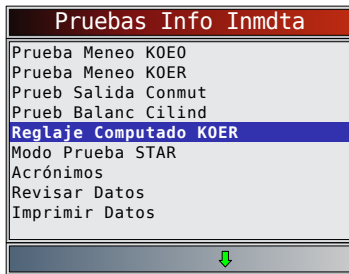 Pruebas Info Inmdta
Prueba Meneo KOEO
Prueba Meneo KOER
Prueb Salida Conmut
Prueb Balanc Cilind
Reglaje Computado KOER
Modo Prueba STAR
Acrónimos
Revisar Datos
Imprimir Datos